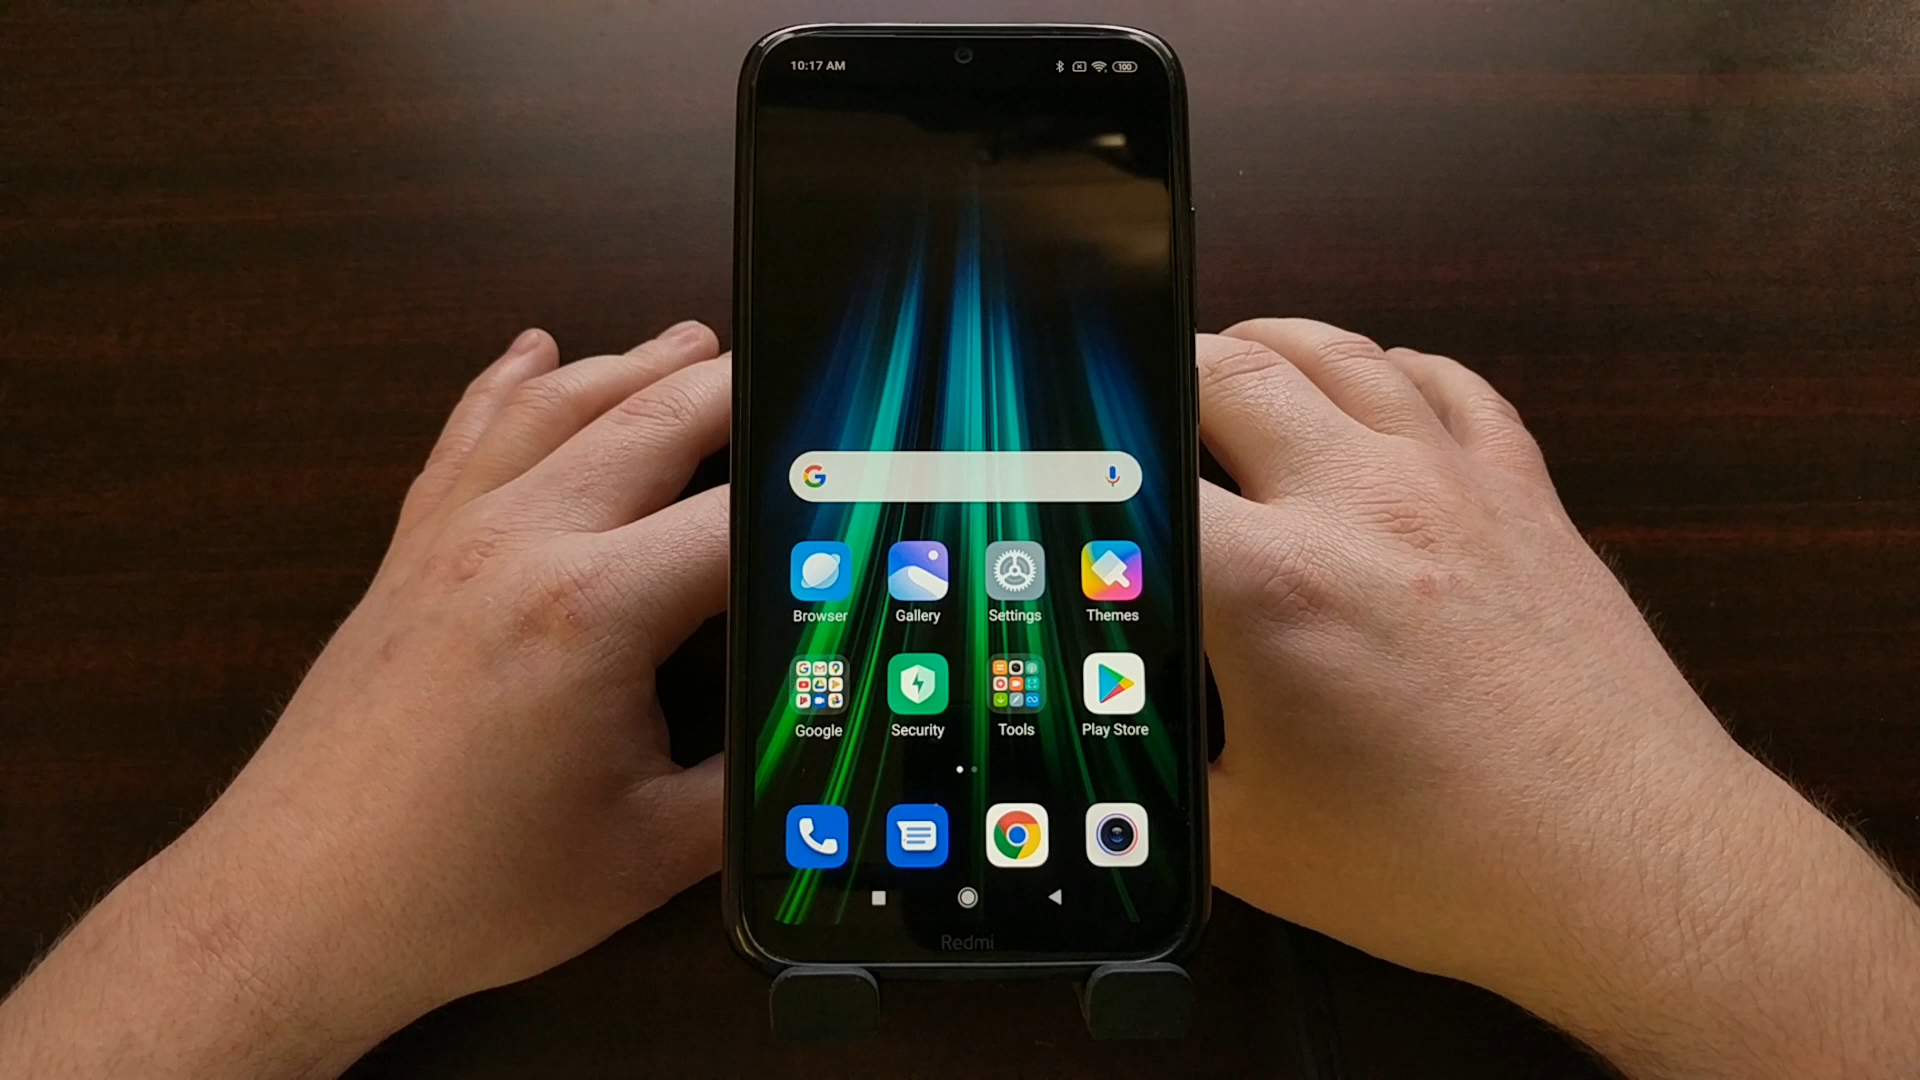 10:17 AM
100
Browser Gallery Settings Themes
Google Security Tools Play Store
Redmi